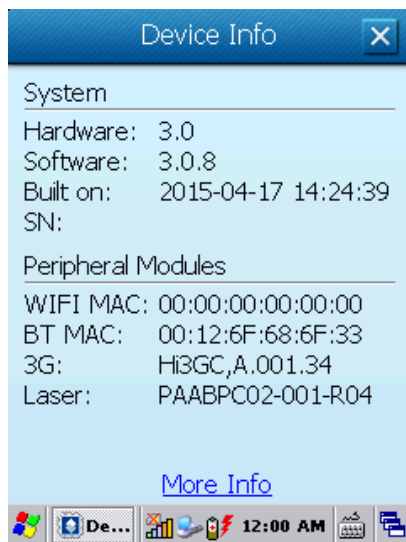 Device Info
System
Hardware: 3.0
Software: 3.0.8
Built on: 2015-04-17 14:24:39
SN:
Peripheral Modules
WIFI MAC: 00:00:00:00:00:00
BT MAC: 00:12:6F:68:6F:33
3G: Hi3GC,A.001.34
Laser: PAABPC02-001-R04
More Info
De... 12:00 AM